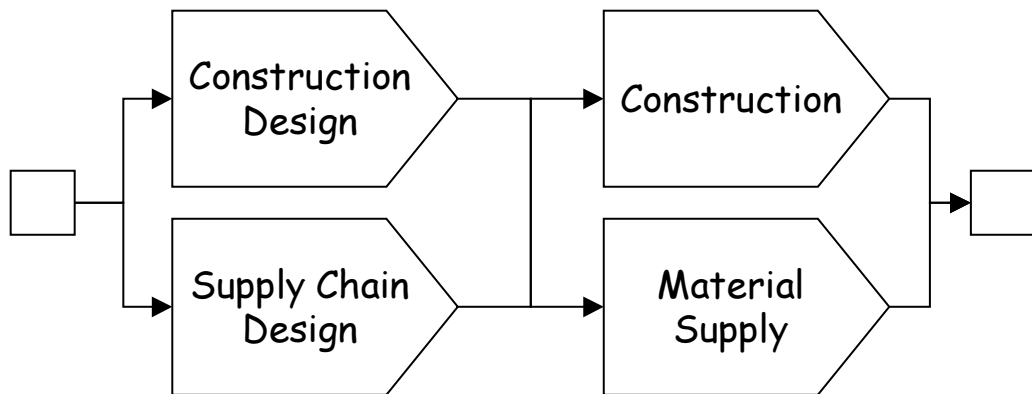 Construction
Design
Construction
Supply Chain
Design
Material
Supply